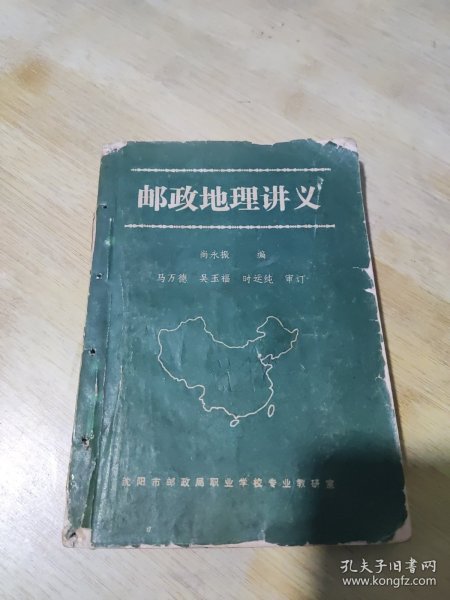 邮政地理讲义
尚永振 编
马万德 吴玉福 时运纯 审订
沈阳市邮政局职业学校专业教研室
孔夫子旧书网
www.kongfz.com